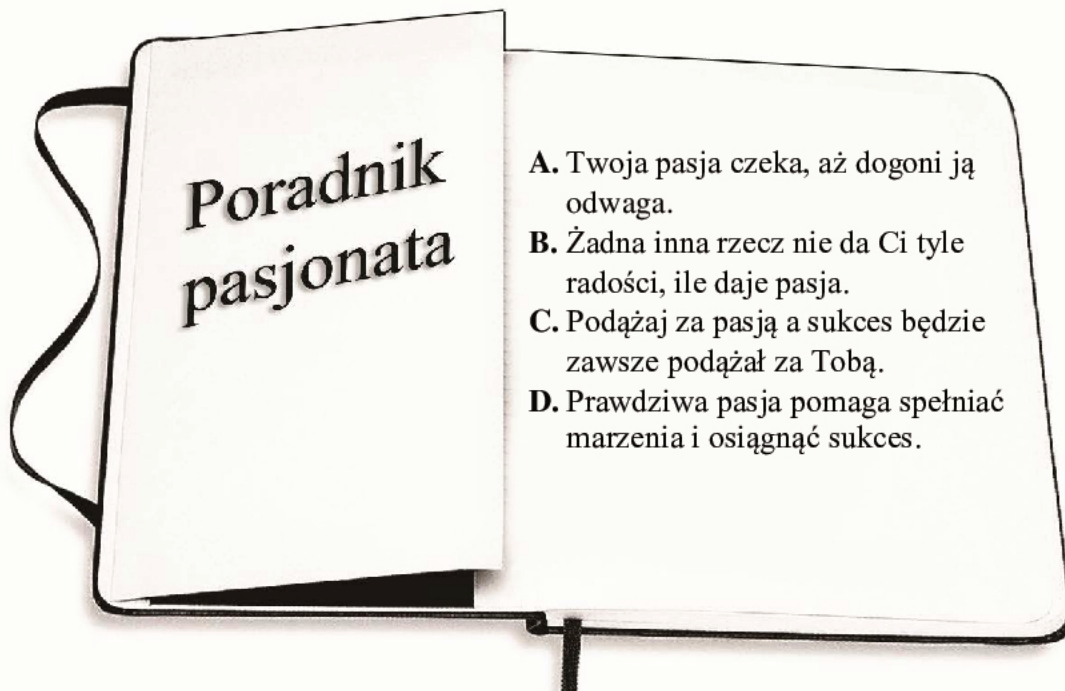 Poradnik
pasjonata
A. Twoja pasja czeka, aż dogoni ją
odwaga.
B. Żadna inna rzecz nie da Ci tyle
radości, ile daje pasja.
C. Podążaj za pasją a sukces będzie
zawsze podążał za Tobą.
D. Prawdziwa pasja pomaga spełniać
marzenia i osiągnąć sukces.